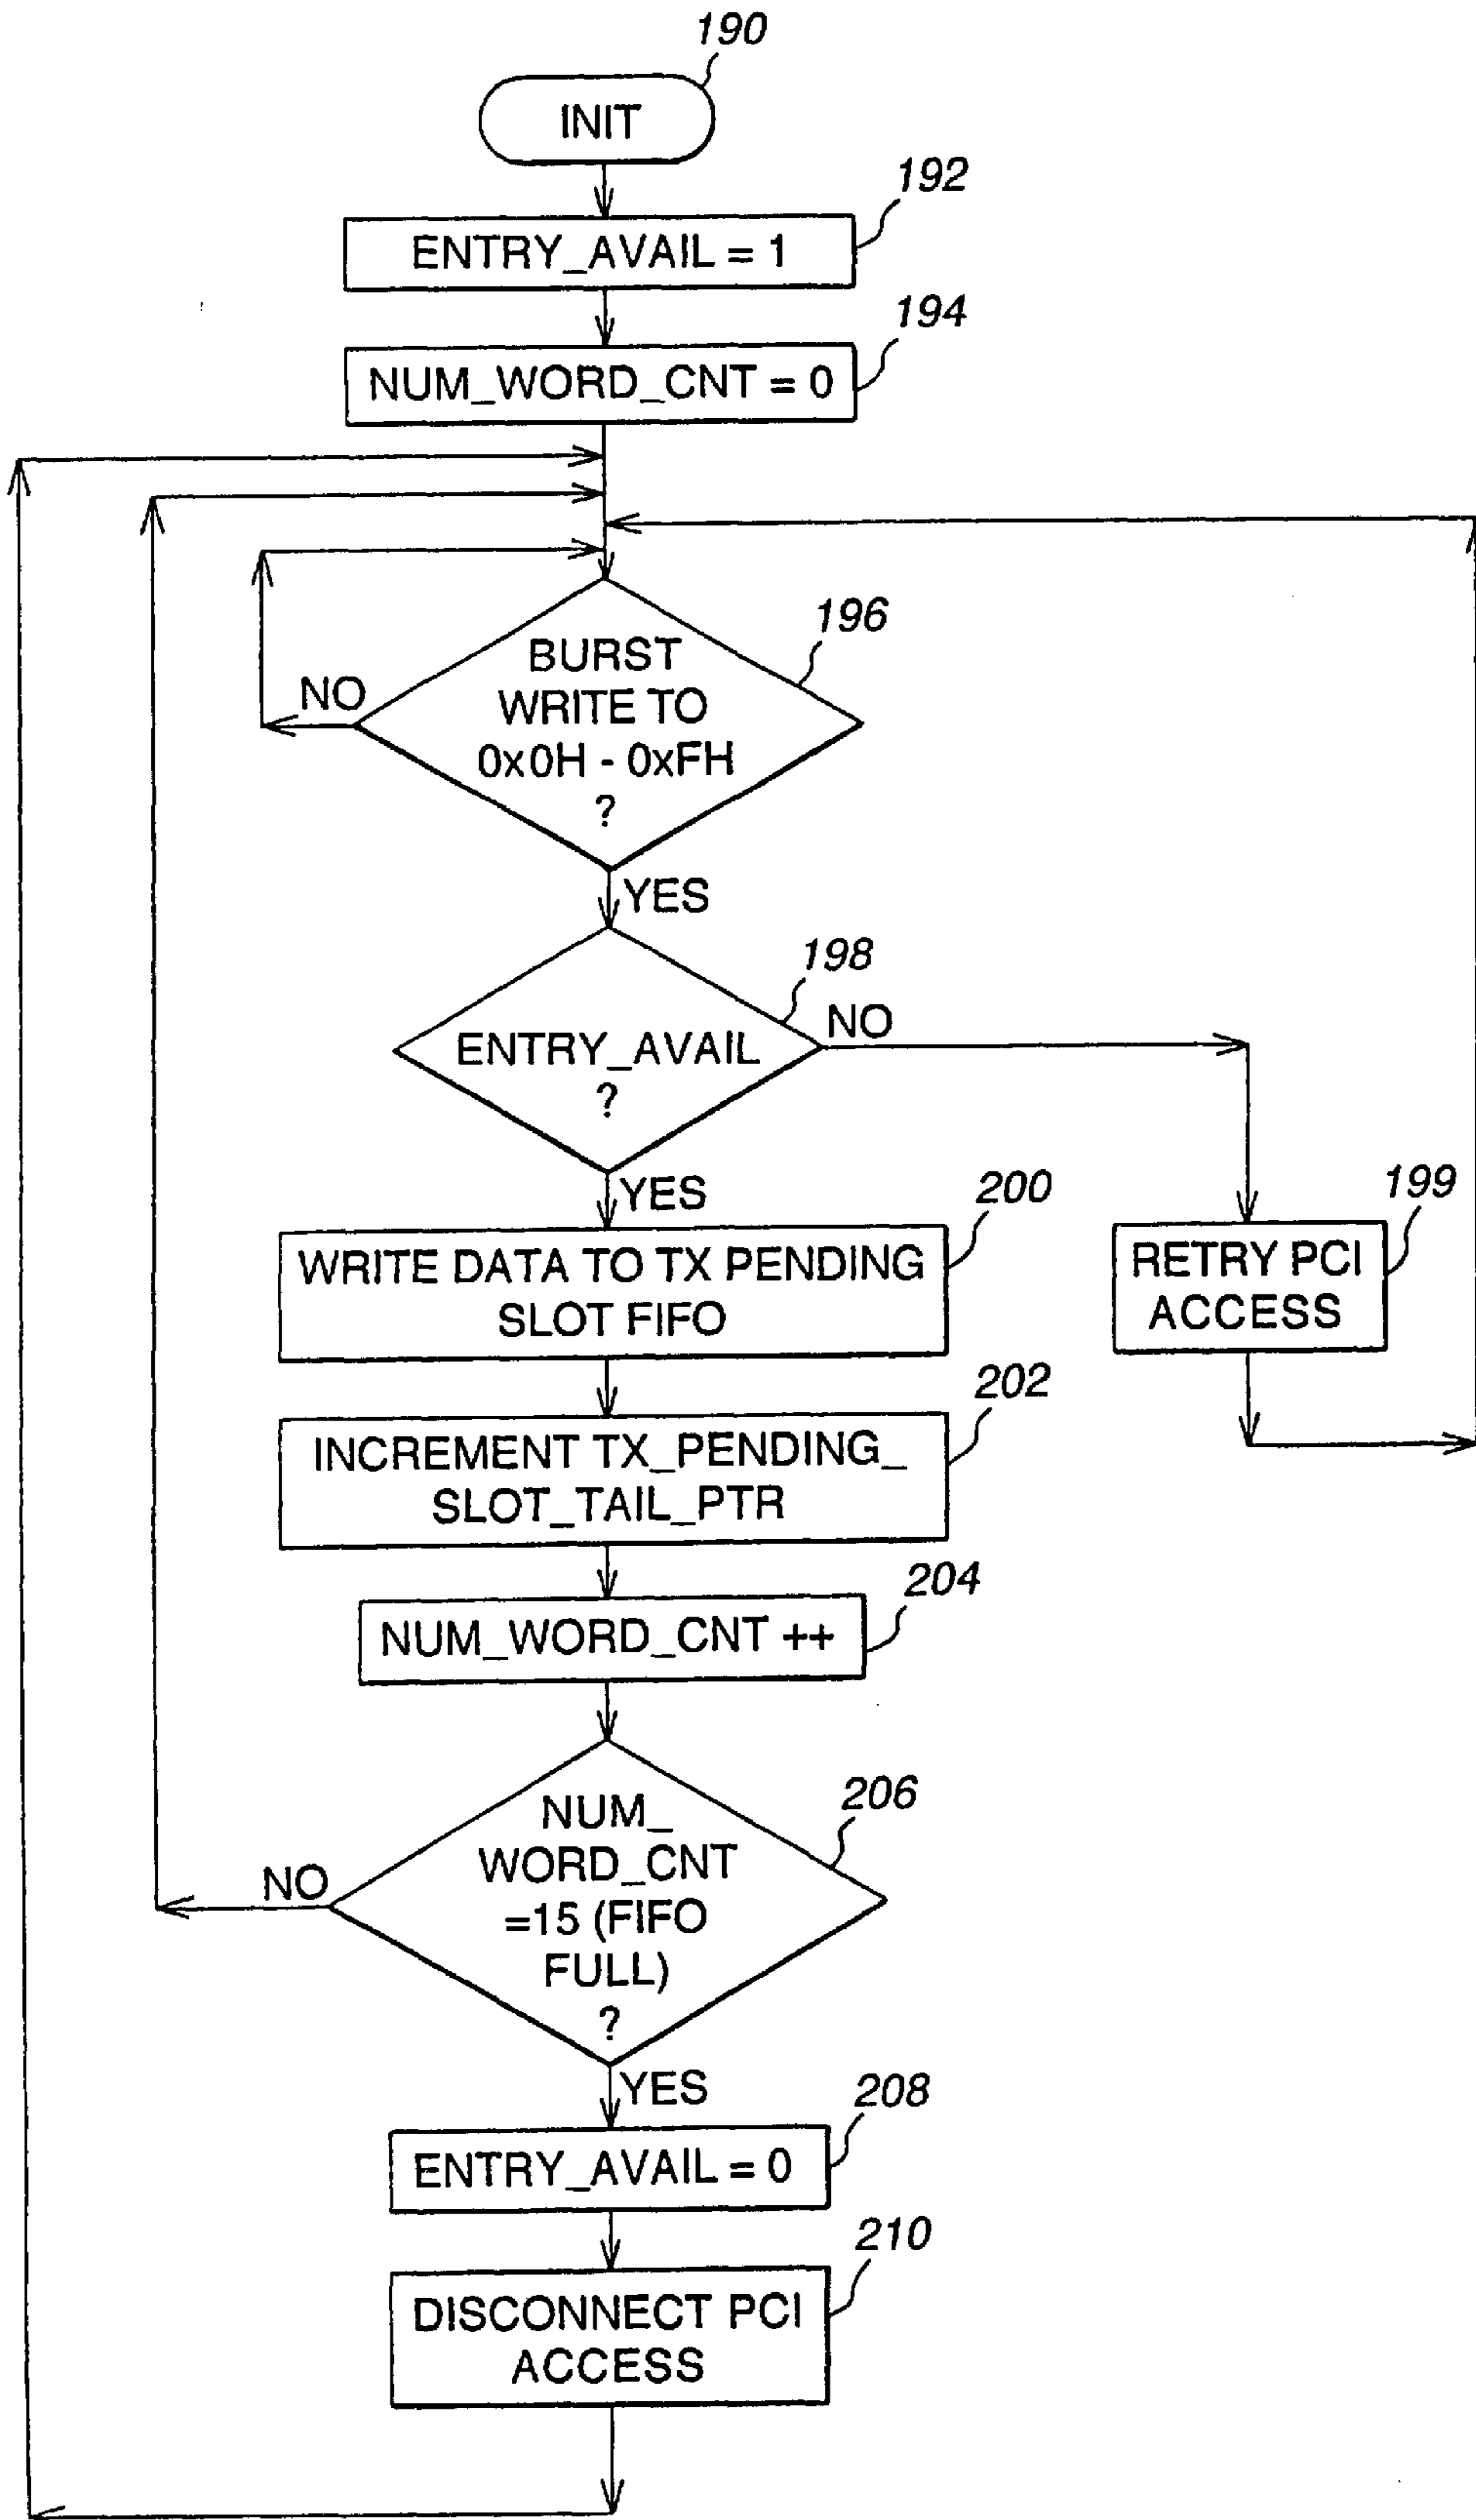 190
INIT
192
ENTRY_AVAIL = 1
194
NUM_WORD_CNT = 0
196
BURST
WRITE TO
0x0H - 0xFH
?
NO
YES
198
ENTRY_AVAIL
?
NO
YES
199
RETRY PCI
ACCESS
200
WRITE DATA TO TX PENDING
SLOT FIFO
202
INCREMENT TX_PENDING_
SLOT_TAIL_PTR
204
NUM_WORD_CNT ++
206
NUM_
WORD_CNT
=15 (FIFO
FULL)
?
NO
YES
208
ENTRY_AVAIL = 0
210
DISCONNECT PCI
ACCESS